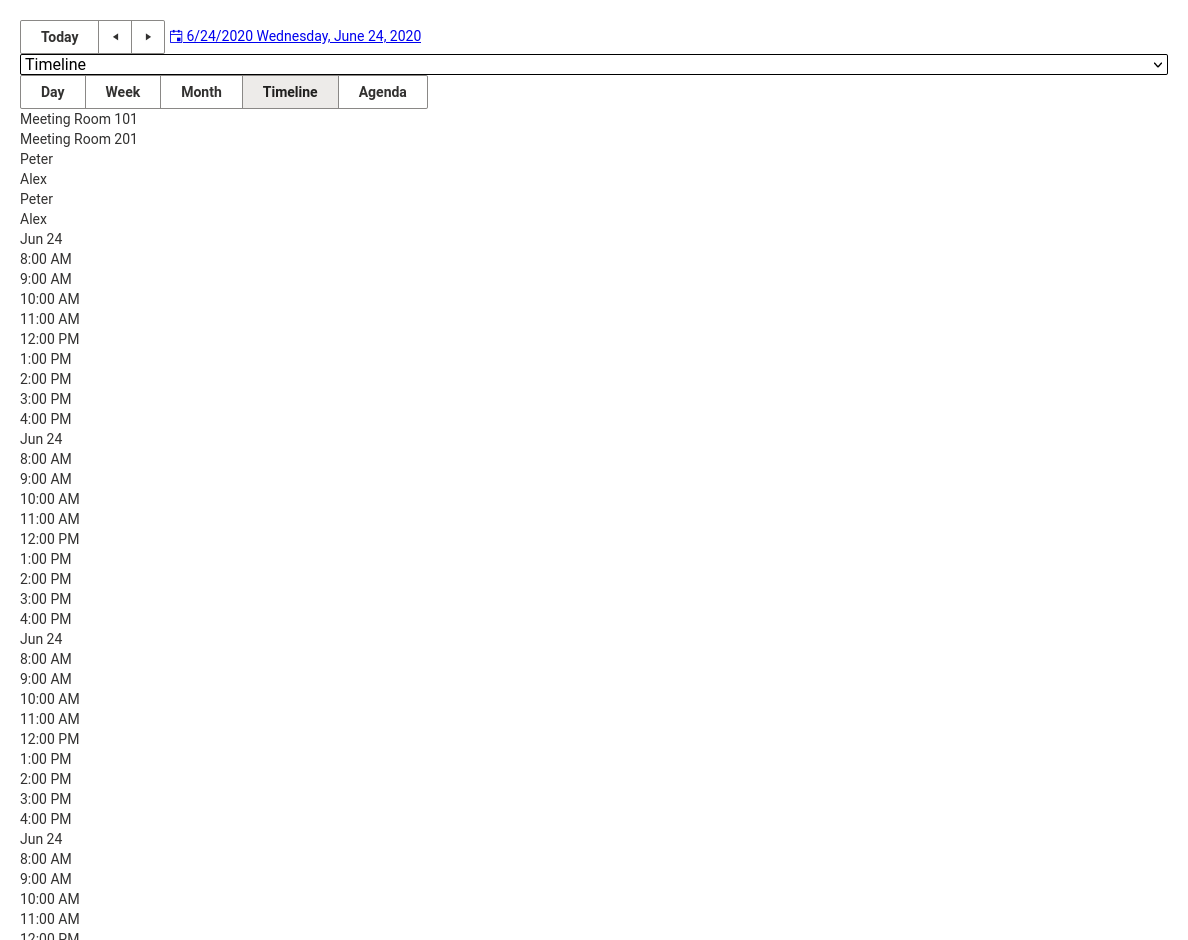 Today 6/24/2020 Wednesday, June 24, 2020
Timeline
Day Week Month Timeline Agenda
Meeting Room 101
Meeting Room 201
Peter
Alex
Peter
Alex
Jun 24
8:00 AM
9:00 AM
10:00 AM
11:00 AM
12:00 PM
1:00 PM
2:00 PM
3:00 PM
4:00 PM
Jun 24
8:00 AM
9:00 AM
10:00 AM
11:00 AM
12:00 PM
1:00 PM
2:00 PM
3:00 PM
4:00 PM
Jun 24
8:00 AM
9:00 AM
10:00 AM
11:00 AM
12:00 PM
1:00 PM
2:00 PM
3:00 PM
4:00 PM
Jun 24
8:00 AM
9:00 AM
10:00 AM
11:00 AM
12:00 PM